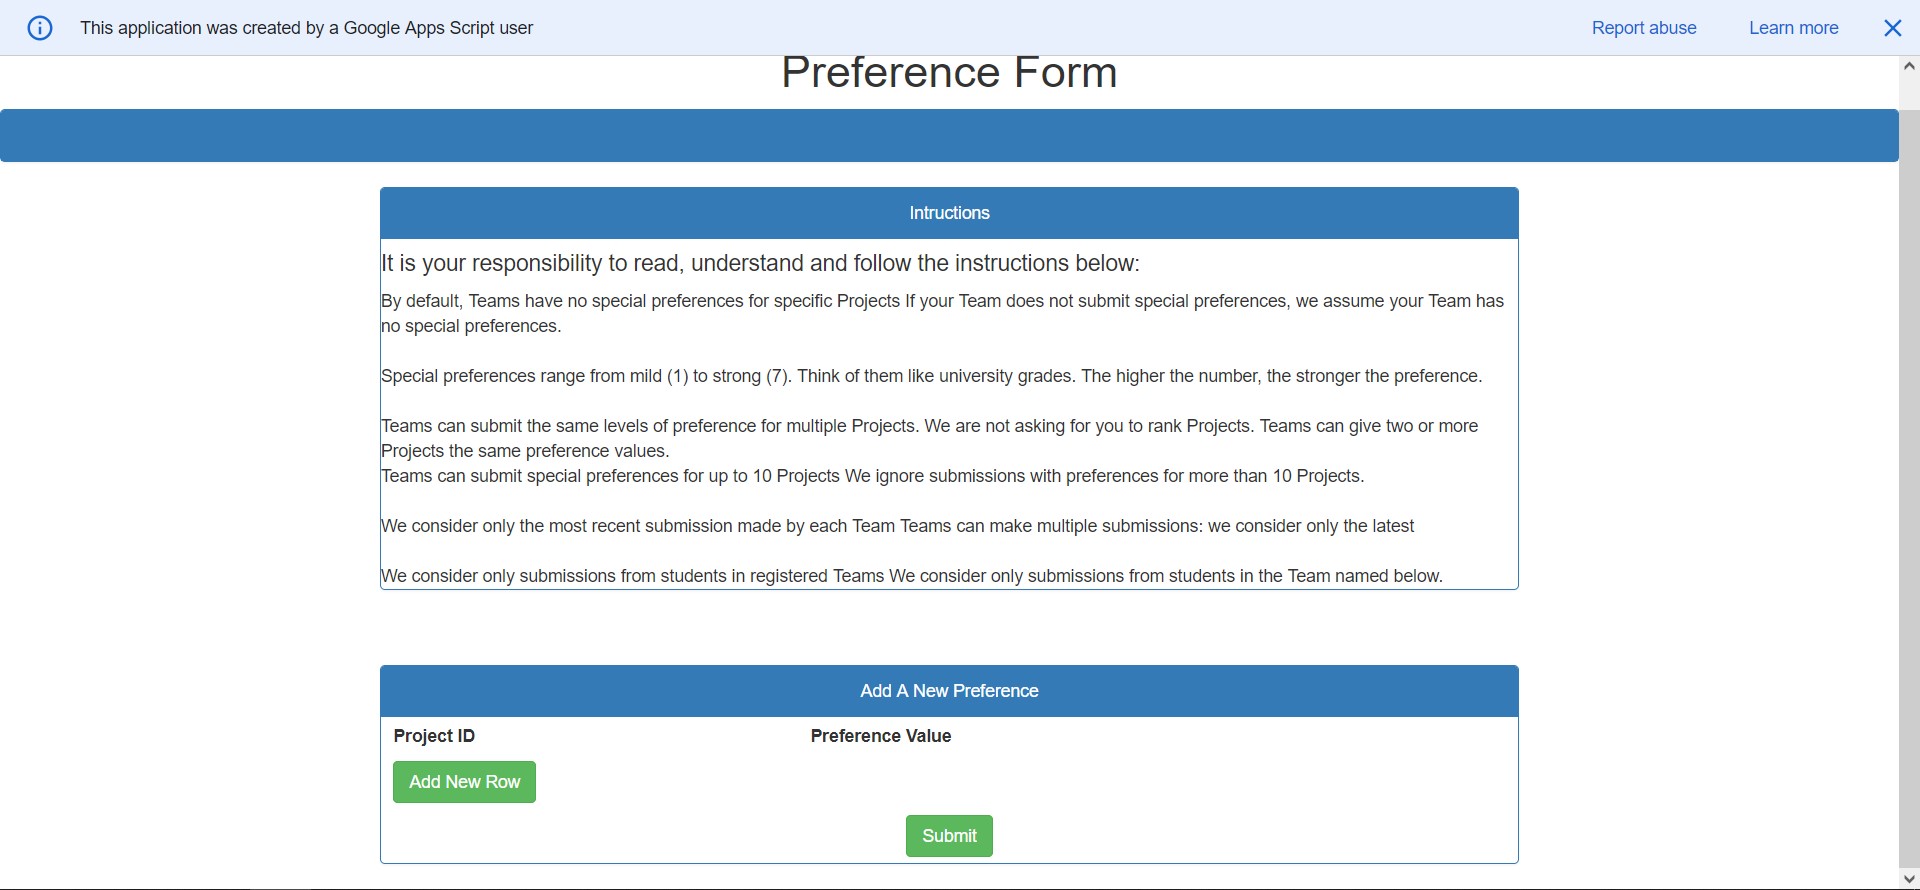 This application was created by a Google Apps Script user
Report abuse
Learn more
Preference Form
Intructions
It is your responsibility to read, understand and follow the instructions below:
By default, Teams have no special preferences for specific Projects If your Team does not submit special preferences, we assume your Team has
no special preferences.
Special preferences range from mild (1) to strong (7). Think of them like university grades. The higher the number, the stronger the preference.
Teams can submit the same levels of preference for multiple Projects. We are not asking for you to rank Projects. Teams can give two or more
Projects the same preference values.
Teams can submit special preferences for up to 10 Projects We ignore submissions with preferences for more than 10 Projects.
We consider only the most recent submission made by each Team Teams can make multiple submissions: we consider only the latest
We consider only submissions from students in registered Teams We consider only submissions from students in the Team named below.
Add A New Preference
Project ID
Preference Value
Add New Row
Submit